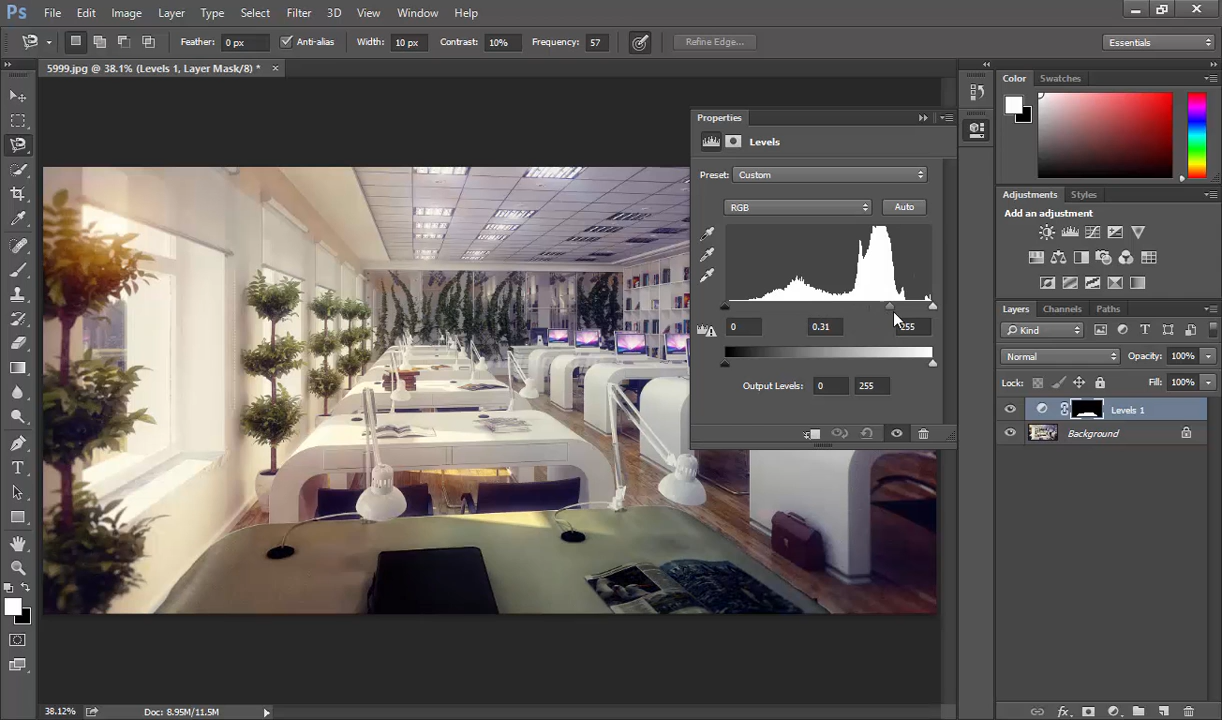 Ps File Edit Image Layer Type Select Filter 3D View Window Help
Feather: 0 px Anti-alias Width: 10 px Contrast: 10% Frequency: 57 Refine Edge... Essentials
5999.jpg @ 38.1% (Levels 1, Layer Mask/8) *
Color Swatches
Properties
Levels
Preset: Custom
RGB Auto
0 0.31 255
Output Levels: 0 255
Adjustments Styles
Add an adjustment
Layers Channels Paths
Kind
Normal Opacity: 100%
Lock: Fill: 100%
Levels 1
Background
38.12% Doc: 8.95M/11.5M